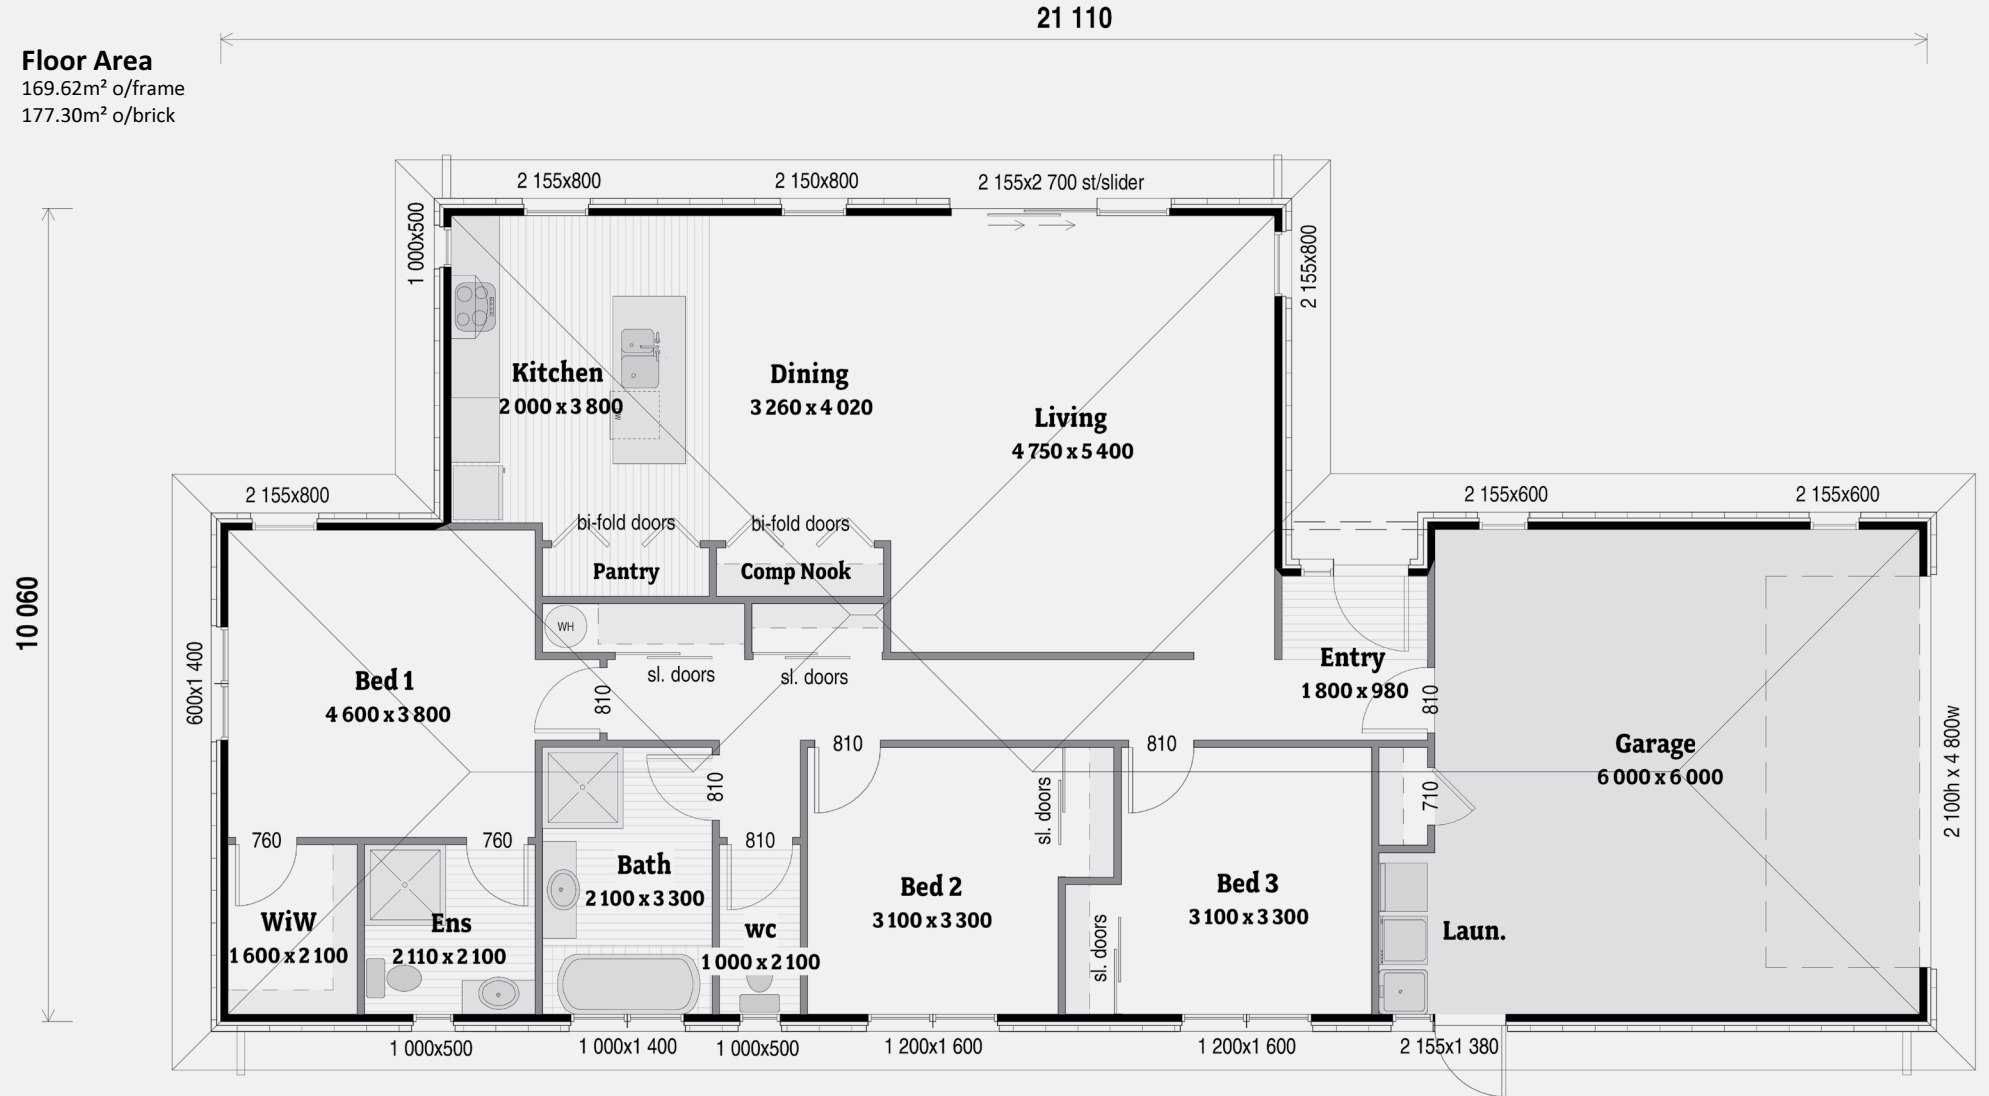 21 110
Floor Area
169.62m² o/frame
177.30m² o/brick
2 155x800
2 150x800
2 155x2 700 st/slider
1 000x500
2 155x800
Kitchen
2 000 x 3 800
Dining
3 260 x 4 020
Living
4 750 x 5 400
2 155x800
2 155x600
2 155x600
bi-fold doors
bi-fold doors
Pantry
Comp Nook
10 060
WH
600x1 400
Bed 1
4 600 x 3 800
810
sl. doors
sl. doors
Entry
1 800 x 980
810
Garage
6 000 x 6 000
2 100h x 4 800w
810
810
810
710
sl. doors
760
760
810
Bath
2 100 x 3 300
Bed 2
3 100 x 3 300
Bed 3
3 100 x 3 300
WiW
1 600 x 2 100
Ens
2 110 x 2 100
wc
1 000 x 2 100
sl. doors
Laun.
1 000x500
1 000x1 400
1 000x500
1 200x1 600
1 200x1 600
2 155x1 380